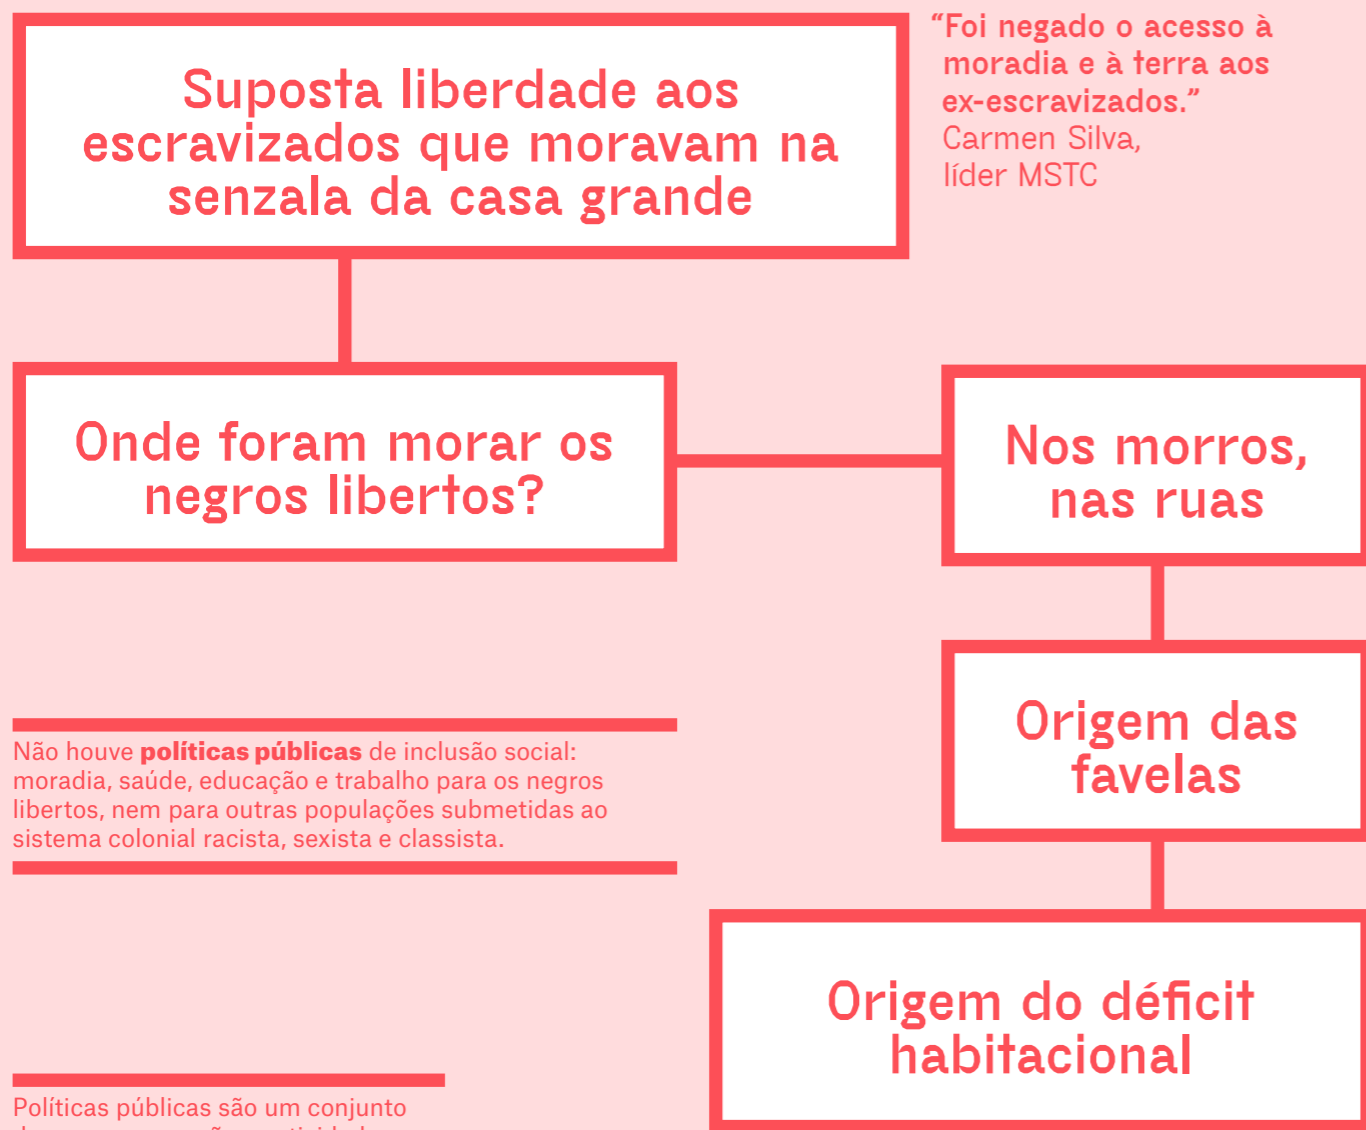 Suposta liberdade aos
escravizados que moravam na
senzala da casa grande
“Foi negado o acesso à
moradia e à terra aos
ex-escravizados.”
Carmen Silva,
líder MSTC
Onde foram morar os
negros libertos?
Nos morros,
nas ruas
Origem das
favelas
Não houve políticas públicas de inclusão social:
moradia, saúde, educação e trabalho para os negros
libertos, nem para outras populações submetidas ao
sistema colonial racista, sexista e classista.
Origem do déficit
habitacional
Políticas públicas são um conjunto